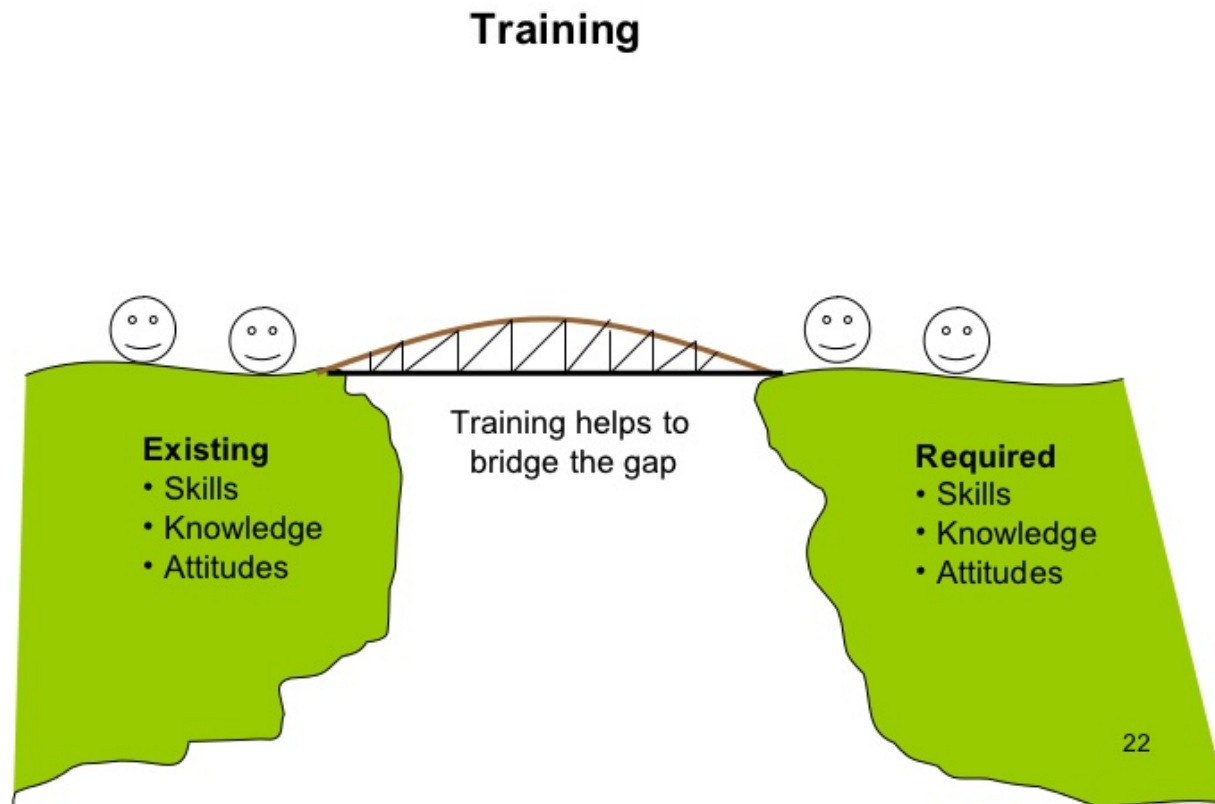 Training
Training helps to
bridge the gap
Existing
• Skills
• Knowledge
• Attitudes
Required
• Skills
• Knowledge
• Attitudes
22